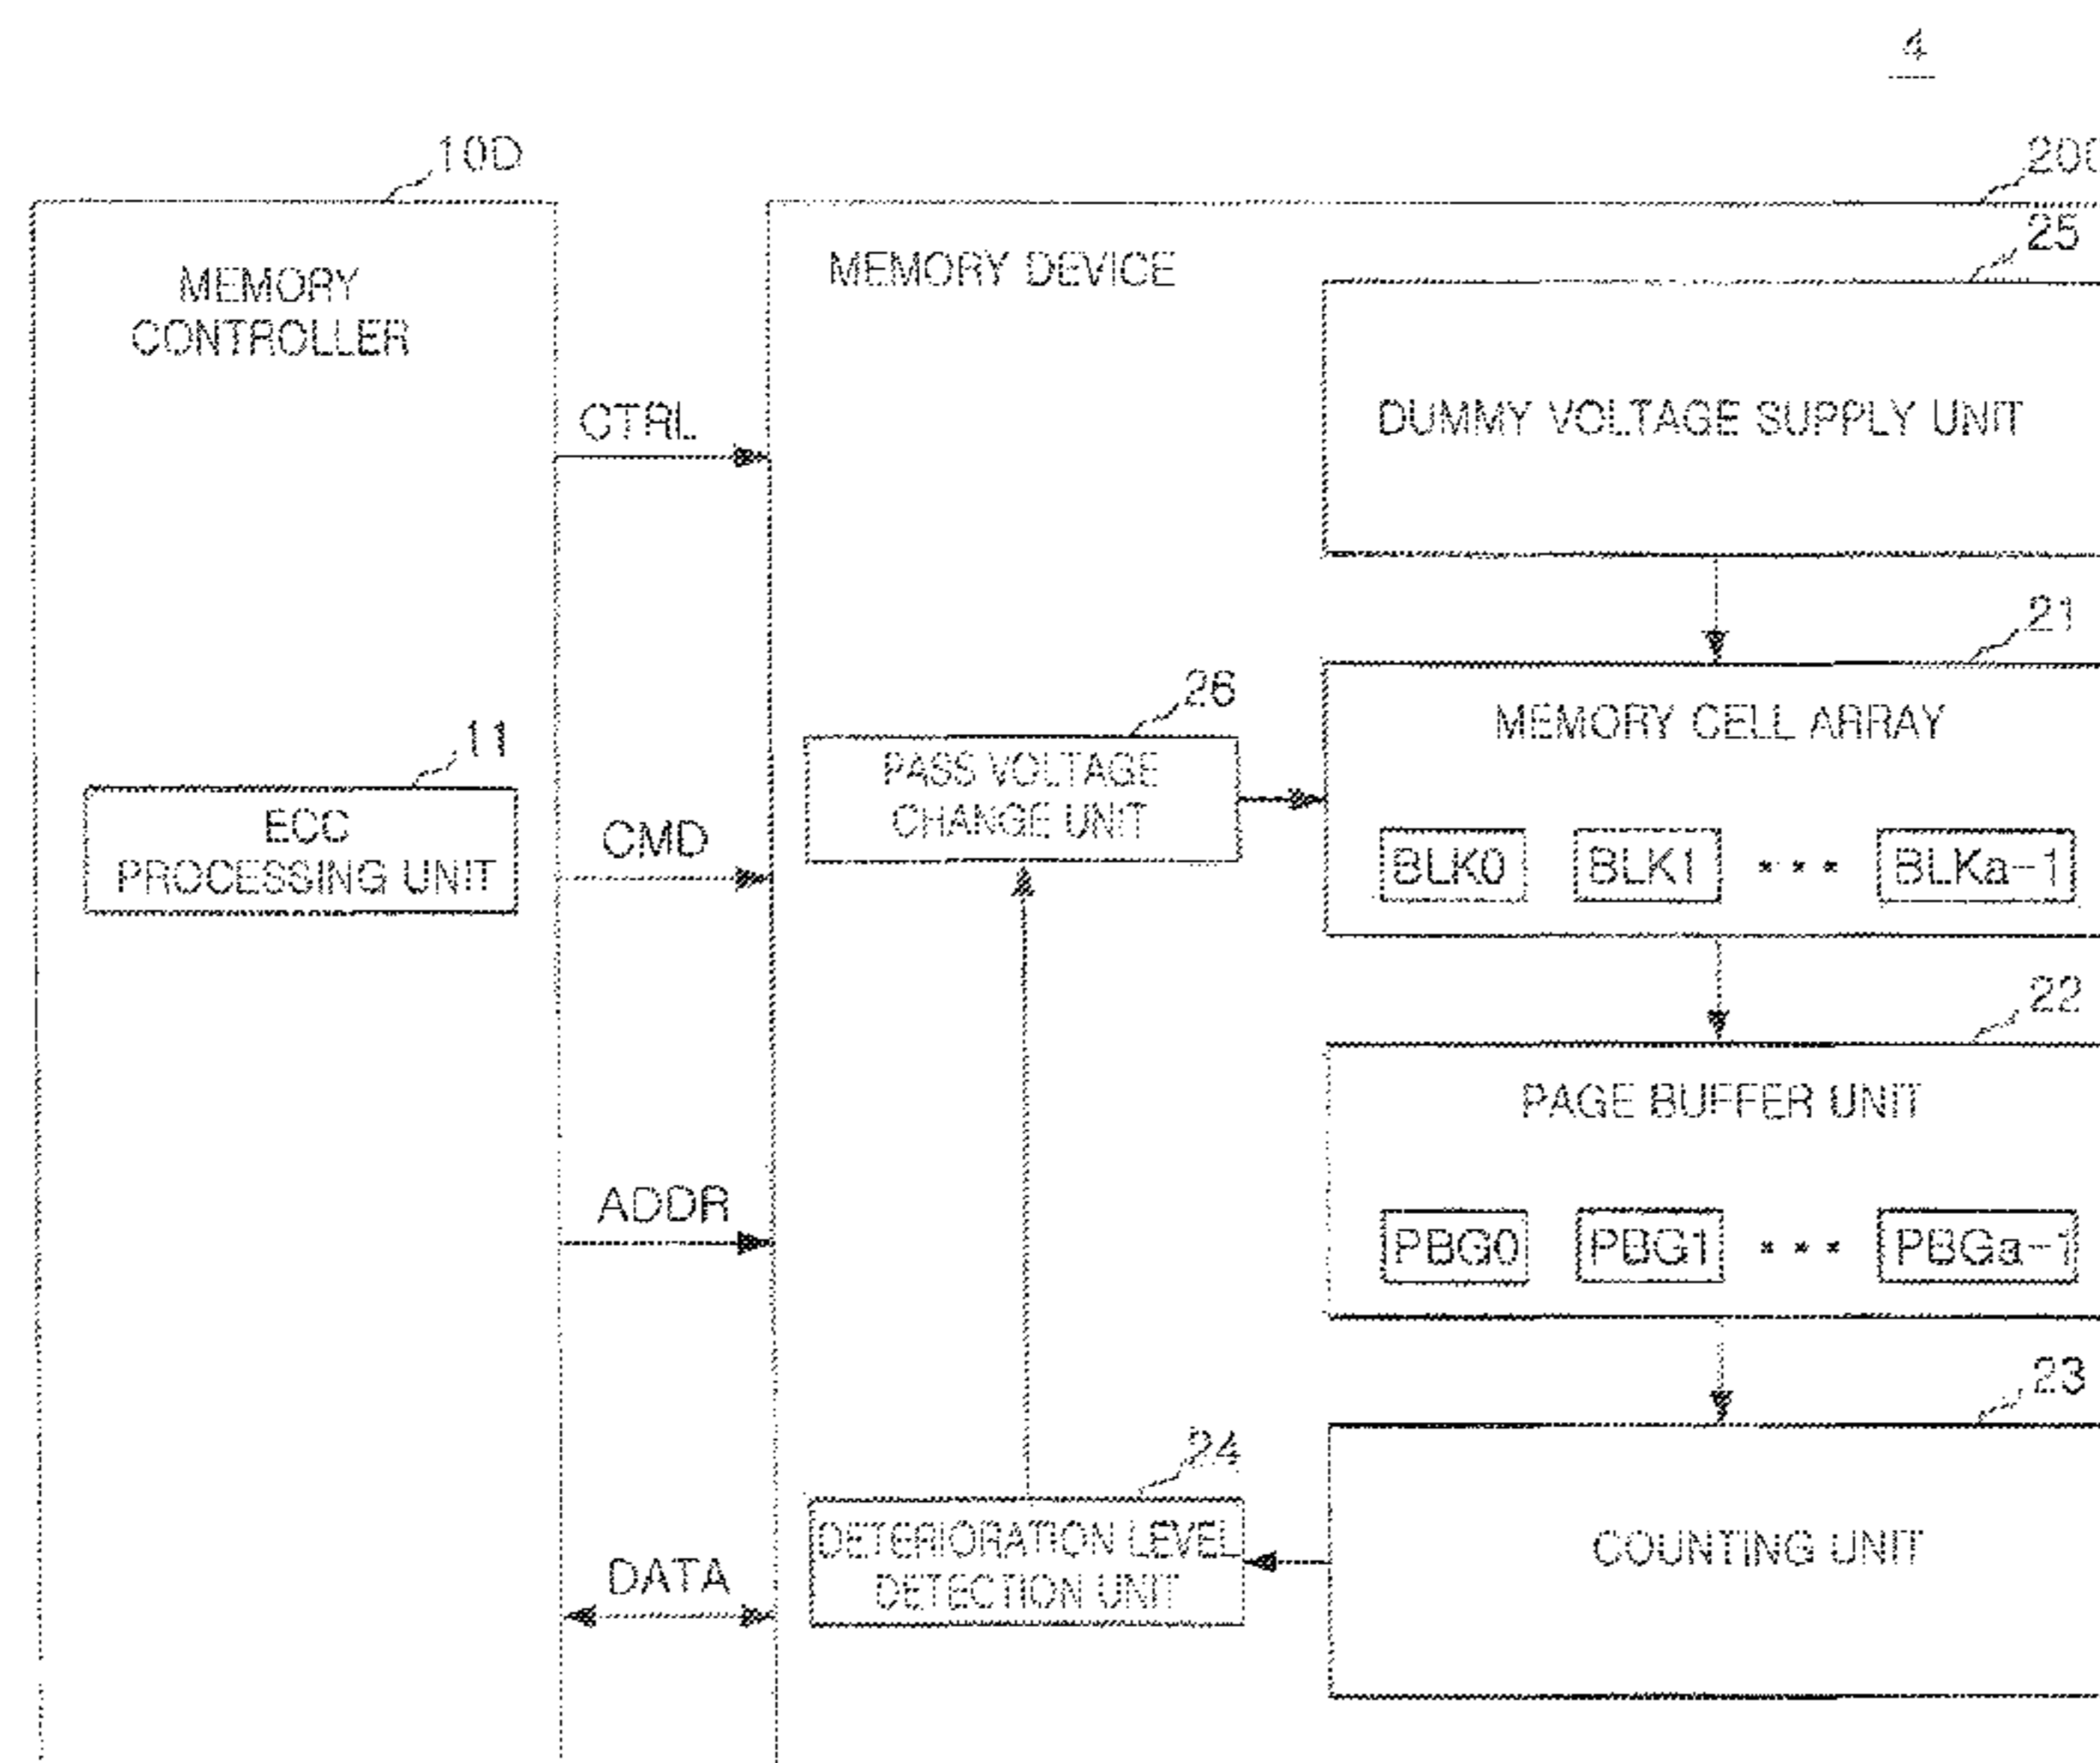 4
10D
200
MEMORY
CONTROLLER
MEMORY DEVICE
25
DUMMY VOLTAGE SUPPLY UNIT
CTRL
21
26
MEMORY CELL ARRAY
11
PASS VOLTAGE
CHANGE UNIT
ECC
PROCESSING UNIT
CMD
BLK0 BLK1 ••• BLKa-1
22
PAGE BUFFER UNIT
ADDR
PBG0 PBG1 ••• PBGa-1
23
24
DETERIORATION LEVEL
DETECTION UNIT
COUNTING UNIT
DATA